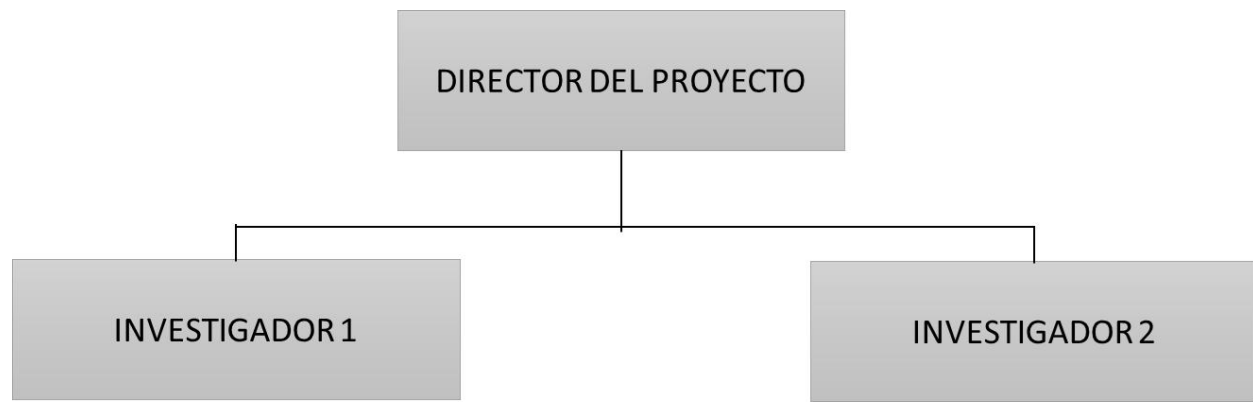 DIRECTOR DEL PROYECTO
INVESTIGADOR 1
INVESTIGADOR 2